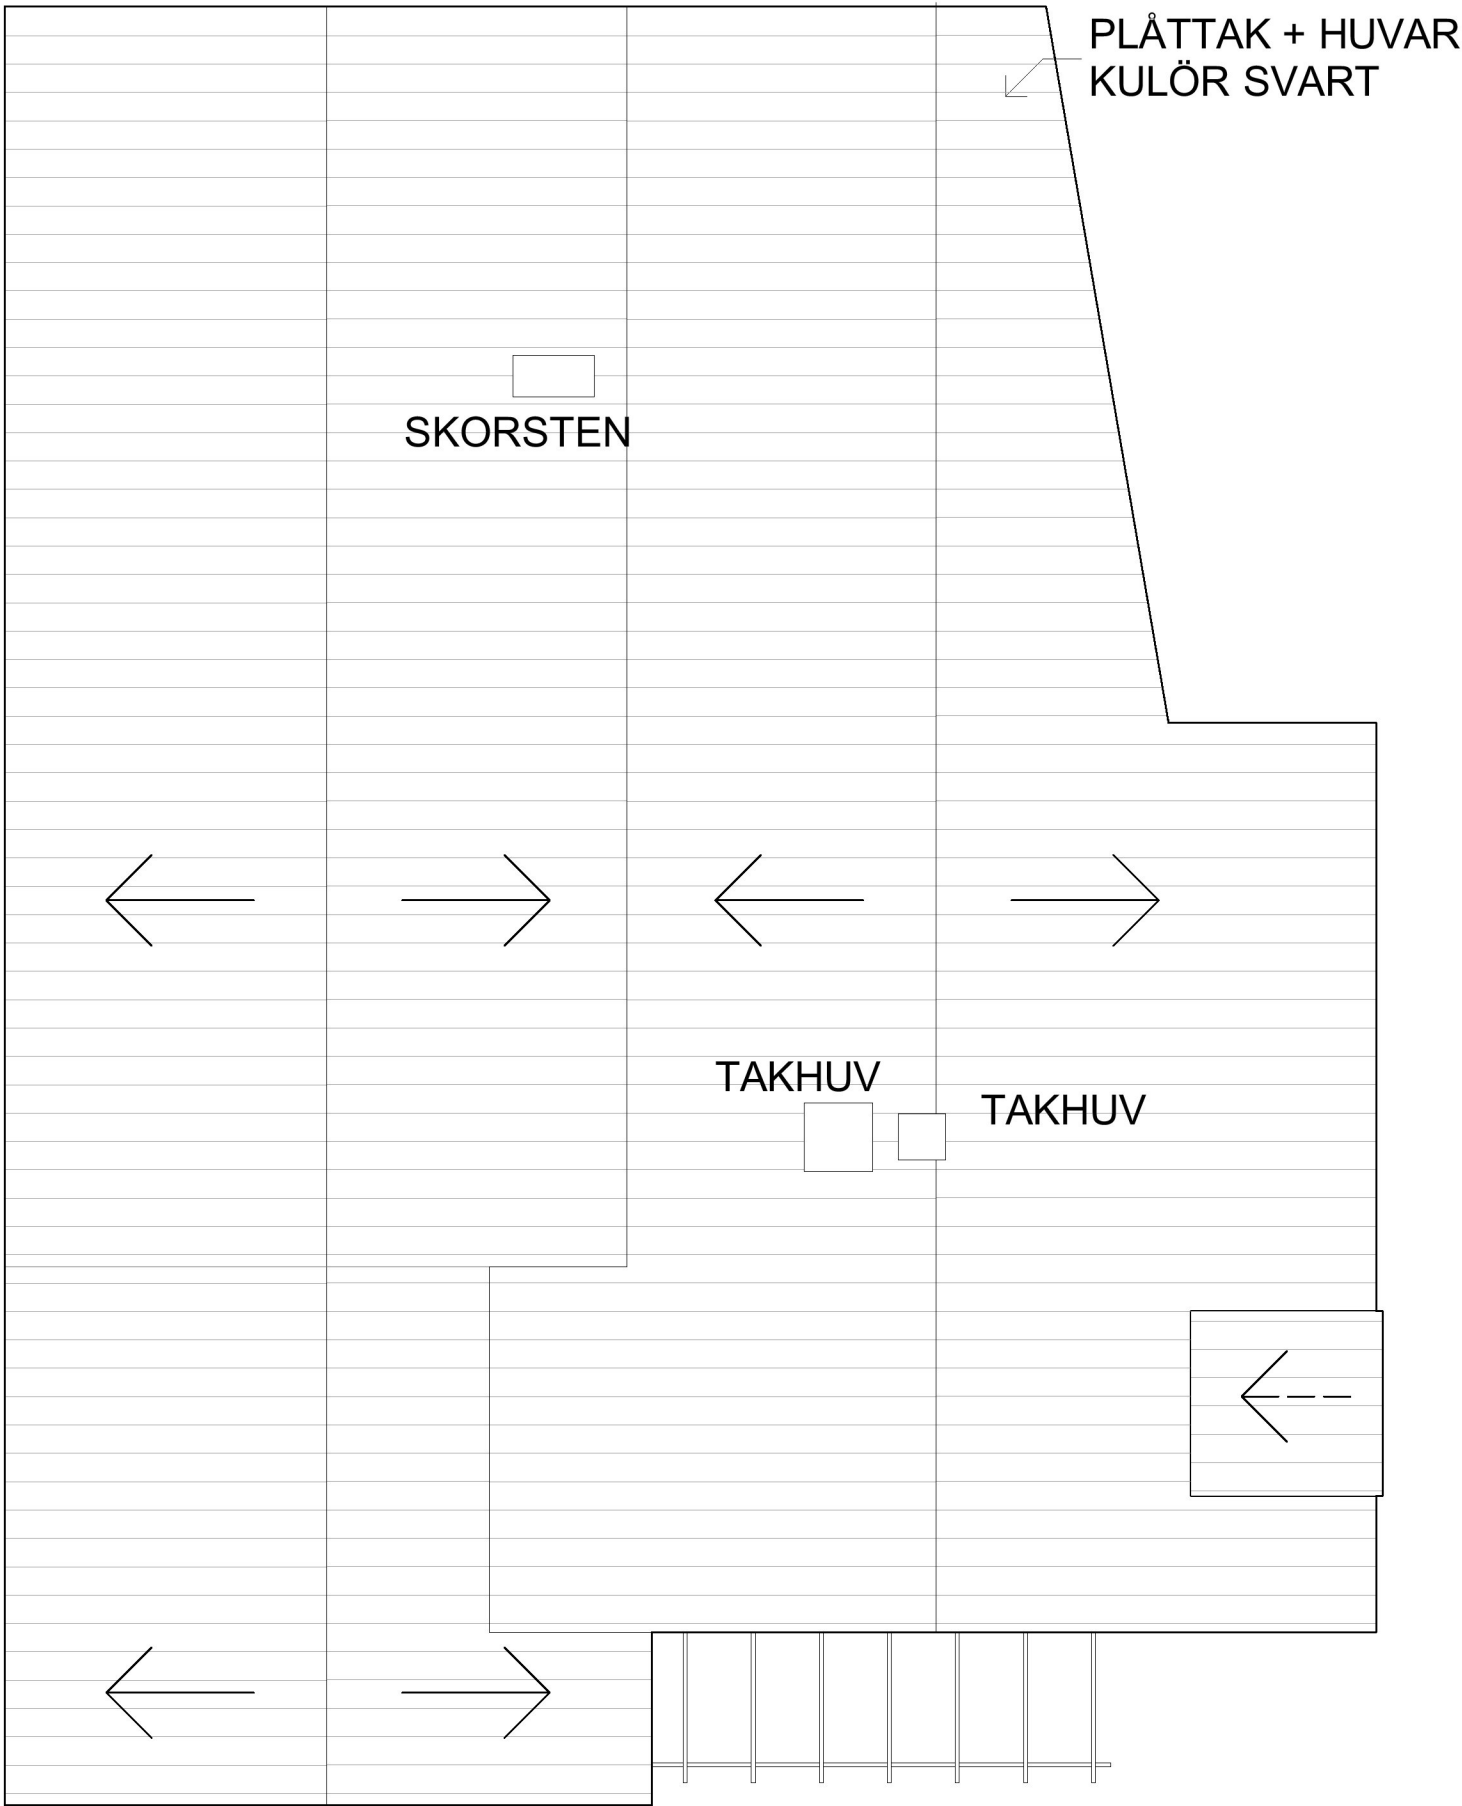 PLÅTTAK + HUVAR
KULÖR SVART
SKORSTEN
TAKHUV
TAKHUV